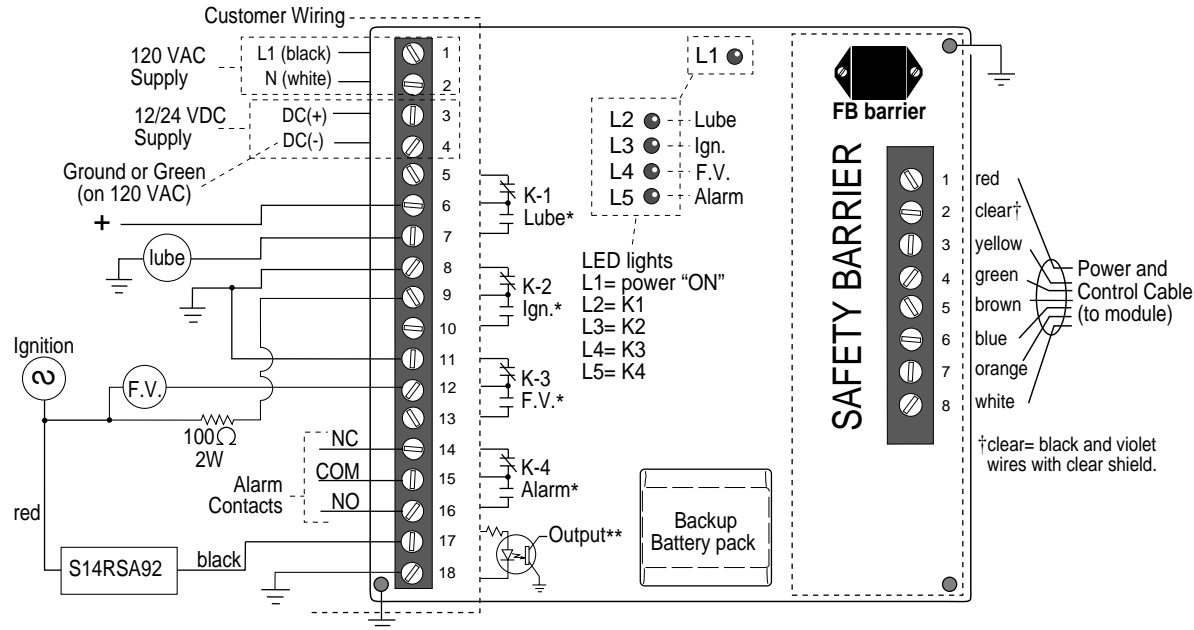 Customer Wiring
120 VAC
Supply
L1 (black)
N (white)
12/24 VDC
Supply
DC(+)
DC(-)
Ground or Green
(on 120 VAC)
+
lube
Ignition
F.V.
100Ω
2W
NC
COM
NO
Alarm
Contacts
red
S14RSA92
black
1
2
3
4
5
6
7
8
9
10
11
12
13
14
15
16
17
18
K-1
Lube*
K-2
Ign.*
K-3
F.V.*
K-4
Alarm*
Output**
L1
L2
Lube
L3
Ign.
L4
F.V.
L5
Alarm
LED lights
L1= power “ON”
L2= K1
L3= K2
L4= K3
L5= K4
Backup
Battery pack
FB barrier
SAFETY BARRIER
1 red
2 clear†
3 yellow
4 green
5 brown
6 blue
7 orange
8 white
Power and
Control Cable
(to module)
†clear= black and violet
wires with clear shield.